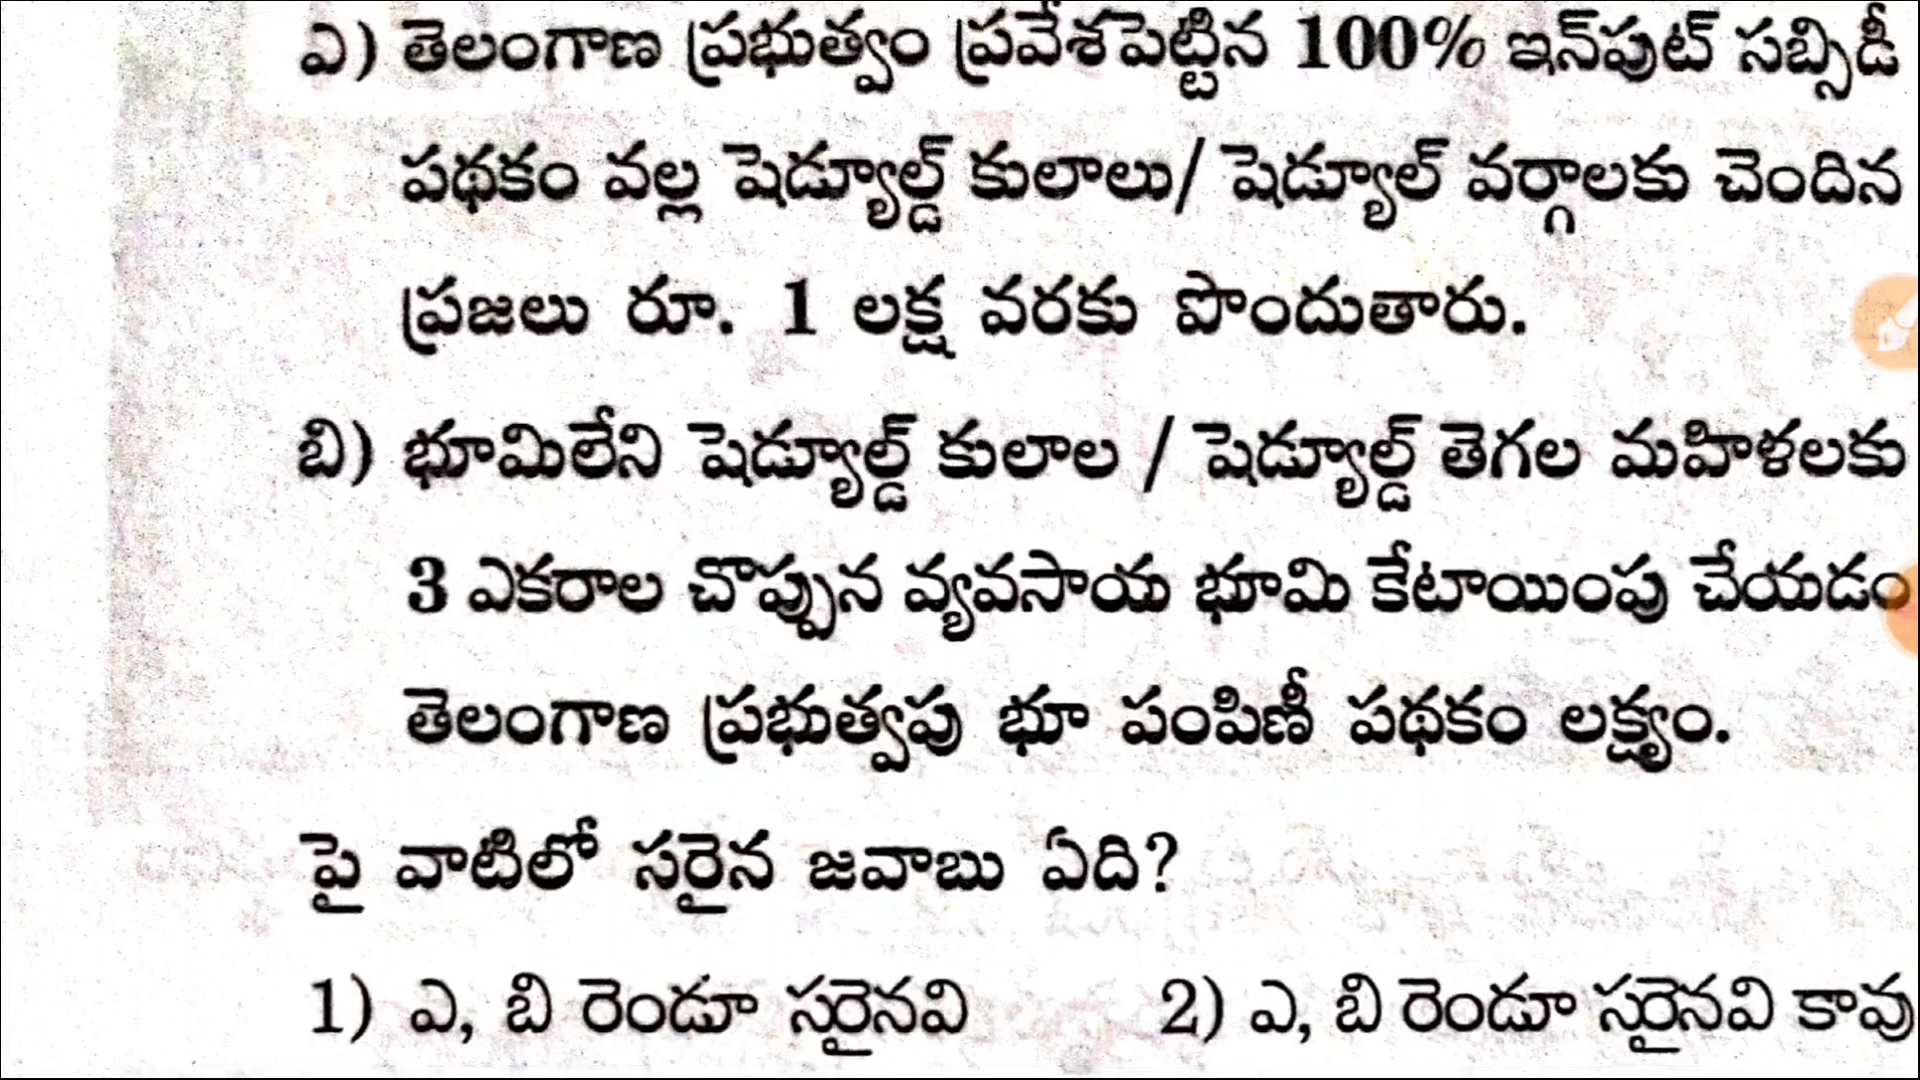 ఎ) తెలంగాణ ప్రభుత్వం ప్రవేశపెట్టిన 100% ఇన్‌పుట్ సబ్సిడీ
పథకం వల్ల షెడ్యూల్డ్ కులాలు/ షెడ్యూల్ వర్గాలకు చెందిన
ప్రజలు రూ. 1 లక్ష వరకు పొందుతారు.
బి) భూమిలేని షెడ్యూల్డ్ కులాల / షెడ్యూల్డ్ తెగల మహిళలకు
3 ఎకరాల చొప్పున వ్యవసాయ భూమి కేటాయింపు చేయడం
తెలంగాణ ప్రభుత్వపు భూ పంపిణీ పథకం లక్ష్యం.
పై వాటిలో సరైన జవాబు ఏది?
1) ఎ, బి రెండూ సరైనవి 2) ఎ, బి రెండూ సరైనవి కావు